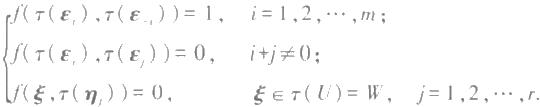 f(τ(ε_i),τ(ε_{-i}))=1, i=1,2,⋯,m;
f(τ(ε_i),τ(ε_j))=0, i+j≠0;
f(ξ,τ(η_j))=0, ξ∈τ(U)=W, j=1,2,⋯,r.